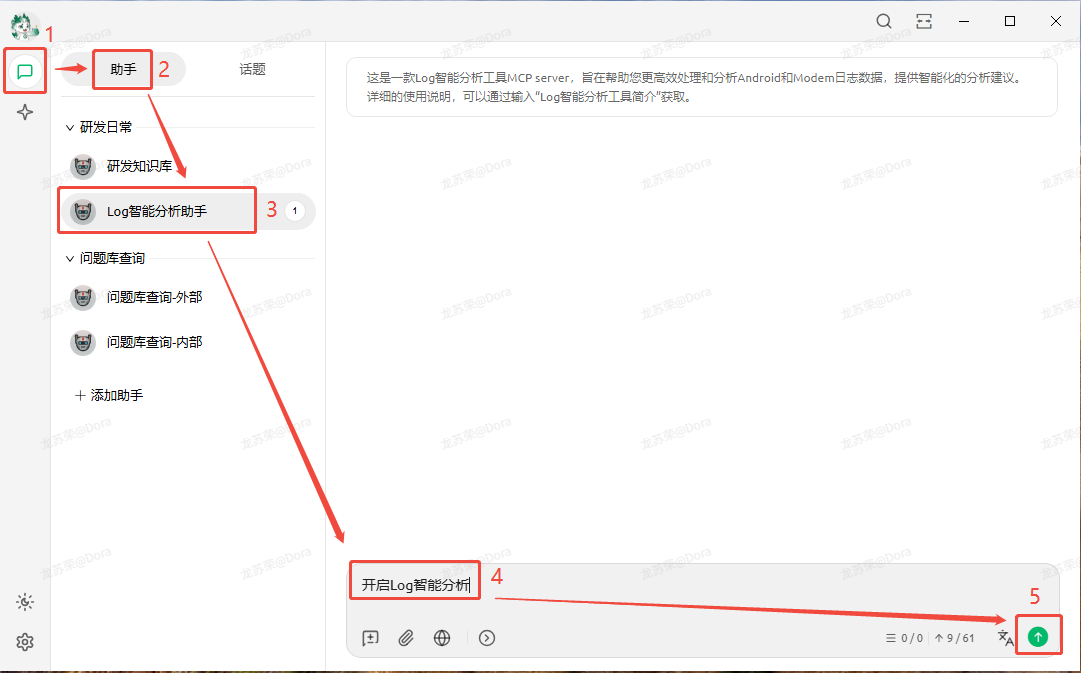 1
助手
2
话题
这是一款Log智能分析工具MCP server，旨在帮助您更高效处理和分析Android和Modem日志数据，提供智能化的分析建议。
详细的使用说明，可以通过输入“Log智能分析工具简介”获取。
研发日常
研发知识库
Log智能分析助手
3
1
问题库查询
问题库查询-外部
问题库查询-内部
添加助手
开启Log智能分析
4
5
0 / 0
9 / 61
龙苏荣@Dora